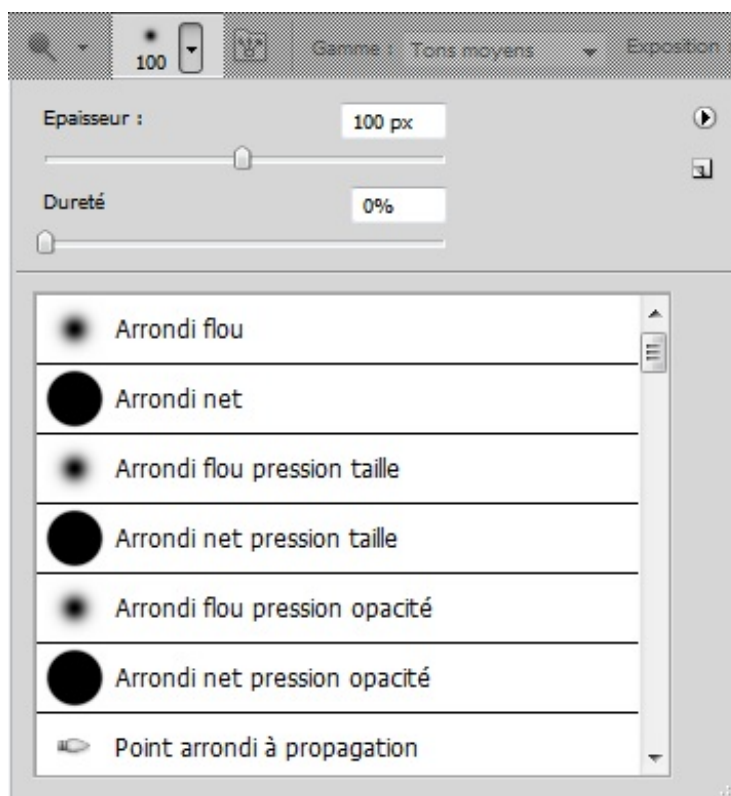 100 Gamme : Tons moyens Exposition :
Epaisseur : 100 px
Dureté 0%
Arrondi flou
Arrondi net
Arrondi flou pression taille
Arrondi net pression taille
Arrondi flou pression opacité
Arrondi net pression opacité
Point arrondi à propagation